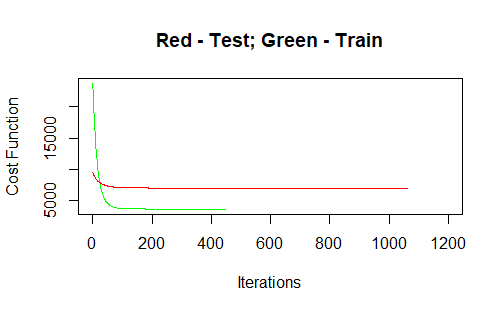 Red - Test; Green - Train
Cost Function
15000
5000
0 200 400 600 800 1000 1200
Iterations